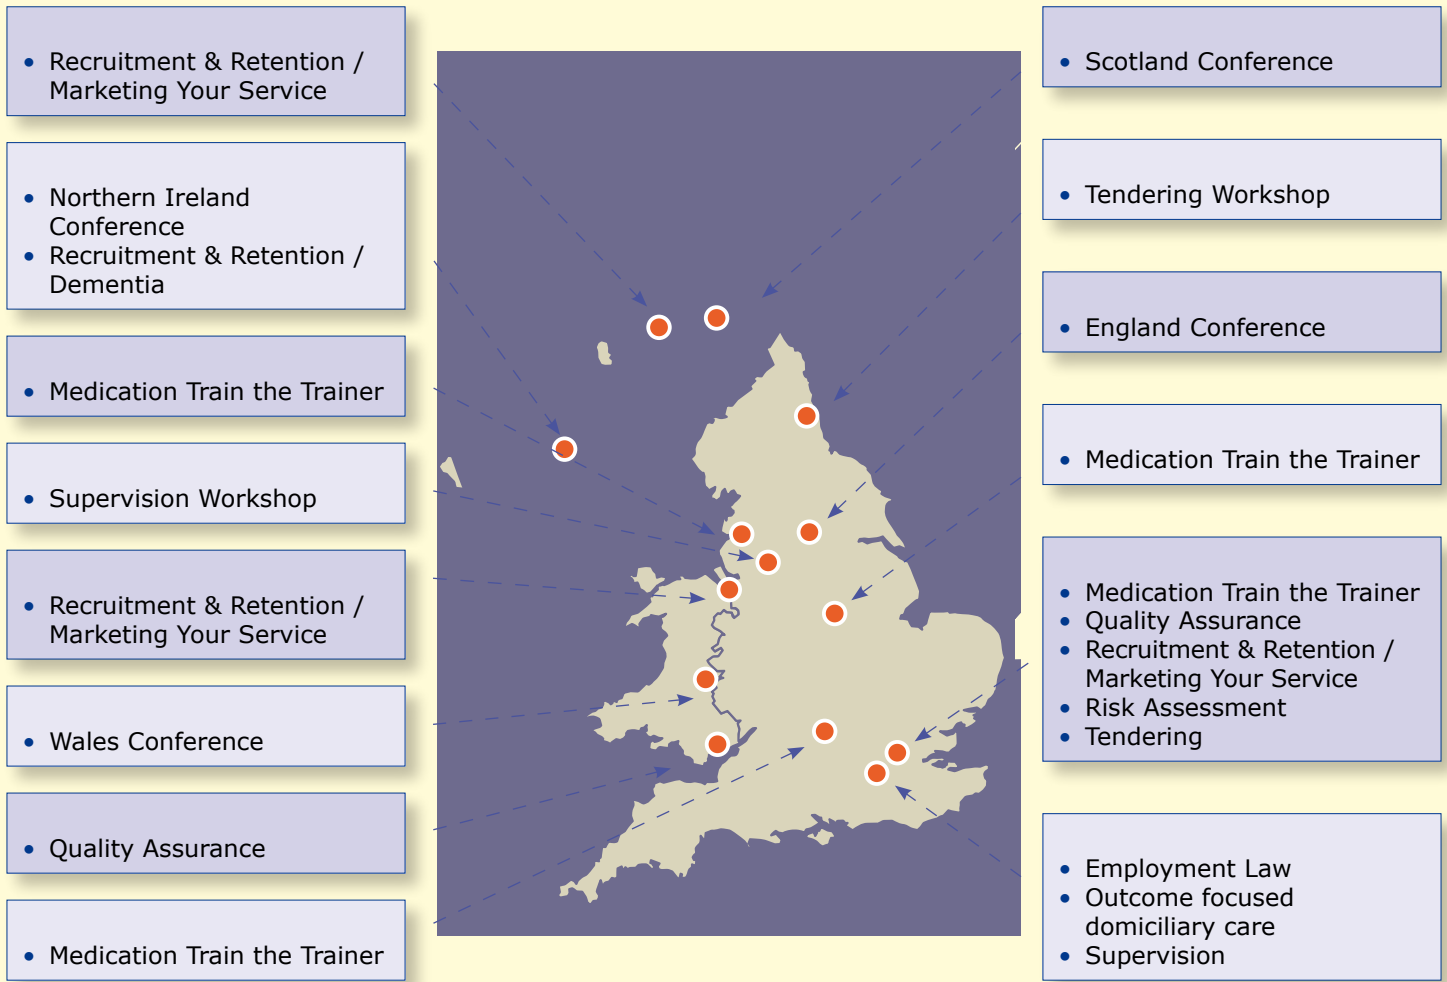 • Recruitment & Retention /
Marketing Your Service
• Northern Ireland
Conference
• Recruitment & Retention /
Dementia
• Medication Train the Trainer
• Supervision Workshop
• Recruitment & Retention /
Marketing Your Service
• Wales Conference
• Quality Assurance
• Medication Train the Trainer
• Scotland Conference
• Tendering Workshop
• England Conference
• Medication Train the Trainer
• Medication Train the Trainer
• Quality Assurance
• Recruitment & Retention /
Marketing Your Service
• Risk Assessment
• Tendering
• Employment Law
• Outcome focused
domiciliary care
• Supervision